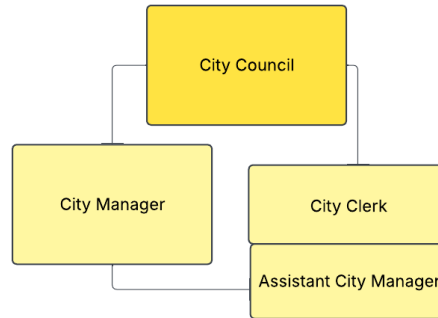 City Council
City Manager
City Clerk
Assistant City Manager